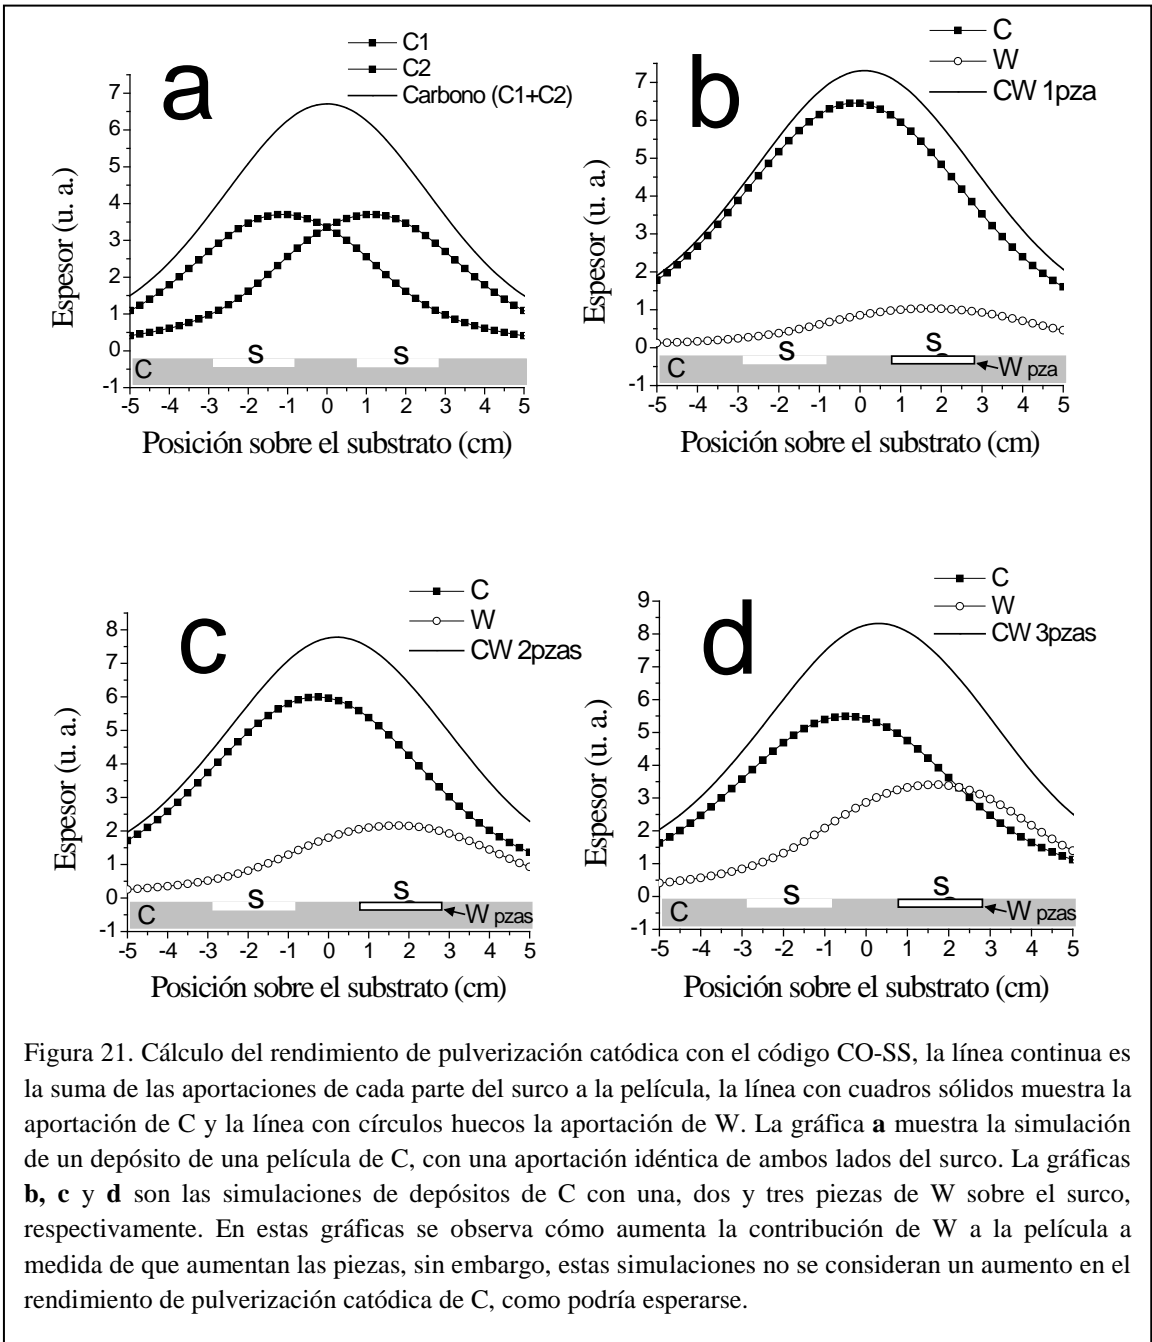 a
C1
C2
Carbono (C1+C2)
7
6
5
4
3
2
1
0
-1
Espesor (u. a.)
C
S
S
-5 -4 -3 -2 -1 0 1 2 3 4 5
Posición sobre el substrato (cm)
b
C
W
CW 1pza
7
6
5
4
3
2
1
0
-1
Espesor (u. a.)
C
S
S
W pza
-5 -4 -3 -2 -1 0 1 2 3 4 5
Posición sobre el substrato (cm)
c
C
W
CW 2pzas
8
7
6
5
4
3
2
1
0
-1
Espesor (u. a.)
C
S
S
W pzas
-5 -4 -3 -2 -1 0 1 2 3 4 5
Posición sobre el substrato (cm)
d
C
W
CW 3pzas
9
8
7
6
5
4
3
2
1
0
-1
Espesor (u. a.)
C
S
S
W pzas
-5 -4 -3 -2 -1 0 1 2 3 4 5
Posición sobre el substrato (cm)
Figura 21. Cálculo del rendimiento de pulverización catódica con el código CO-SS, la línea continua es
la suma de las aportaciones de cada parte del surco a la película, la línea con cuadros sólidos muestra la
aportación de C y la línea con círculos huecos la aportación de W. La gráfica a muestra la simulación
de un depósito de una película de C, con una aportación idéntica de ambos lados del surco. La gráficas
b, c y d son las simulaciones de depósitos de C con una, dos y tres piezas de W sobre el surco,
respectivamente. En estas gráficas se observa cómo aumenta la contribución de W a la película a
medida de que aumentan las piezas, sin embargo, estas simulaciones no se consideran un aumento en el
rendimiento de pulverización catódica de C, como podría esperarse.